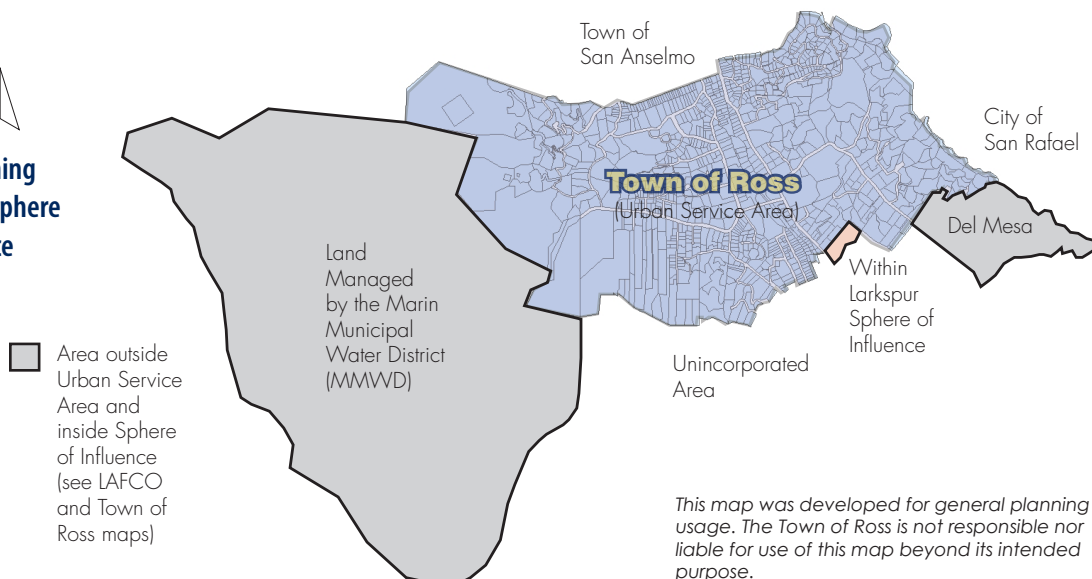 Town of
San Anselmo
City of
San Rafael
Town of Ross
(Urban Service Area)
Del Mesa
Land
Managed
by the Marin
Municipal
Water District
(MMWD)
Within
Larkspur
Sphere of
Influence
Unincorporated
Area
Area outside
Urban Service
Area and
inside Sphere
of Influence
(see LAFCO
and Town of
Ross maps)
This map was developed for general planning
usage. The Town of Ross is not responsible nor
liable for use of this map beyond its intended
purpose.